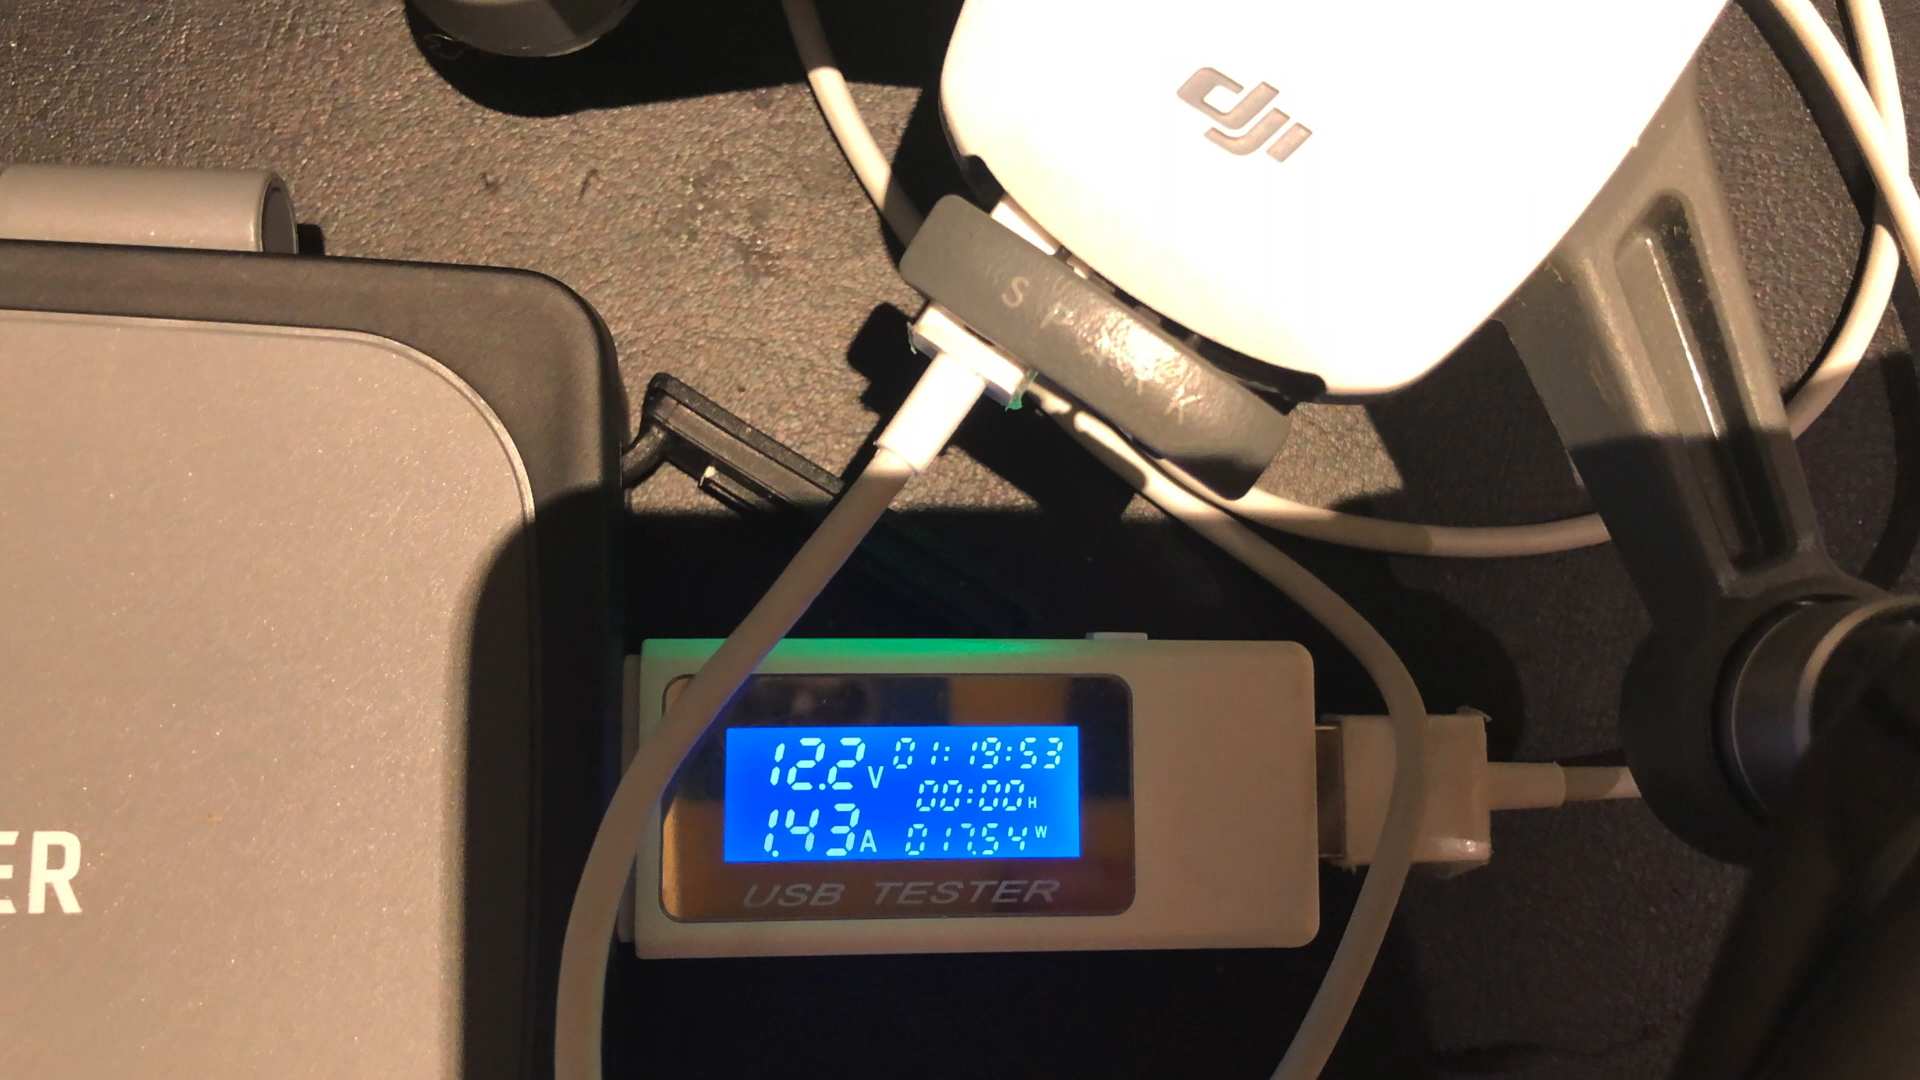 dji
SPARK
12.2V 01:19:53
00:00H
1.43A 017.54W
USB TESTER
ER